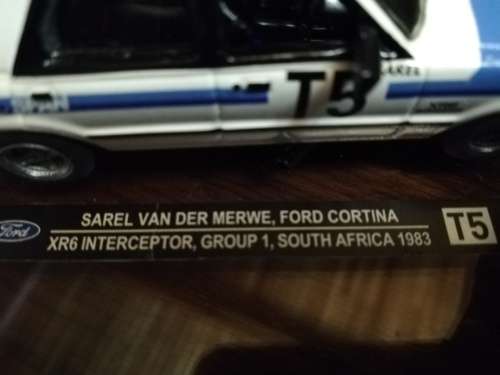 T5
SAREL VAN DER MERWE, FORD CORTINA
Ford
XR6 INTERCEPTOR, GROUP 1, SOUTH AFRICA 1983
T5